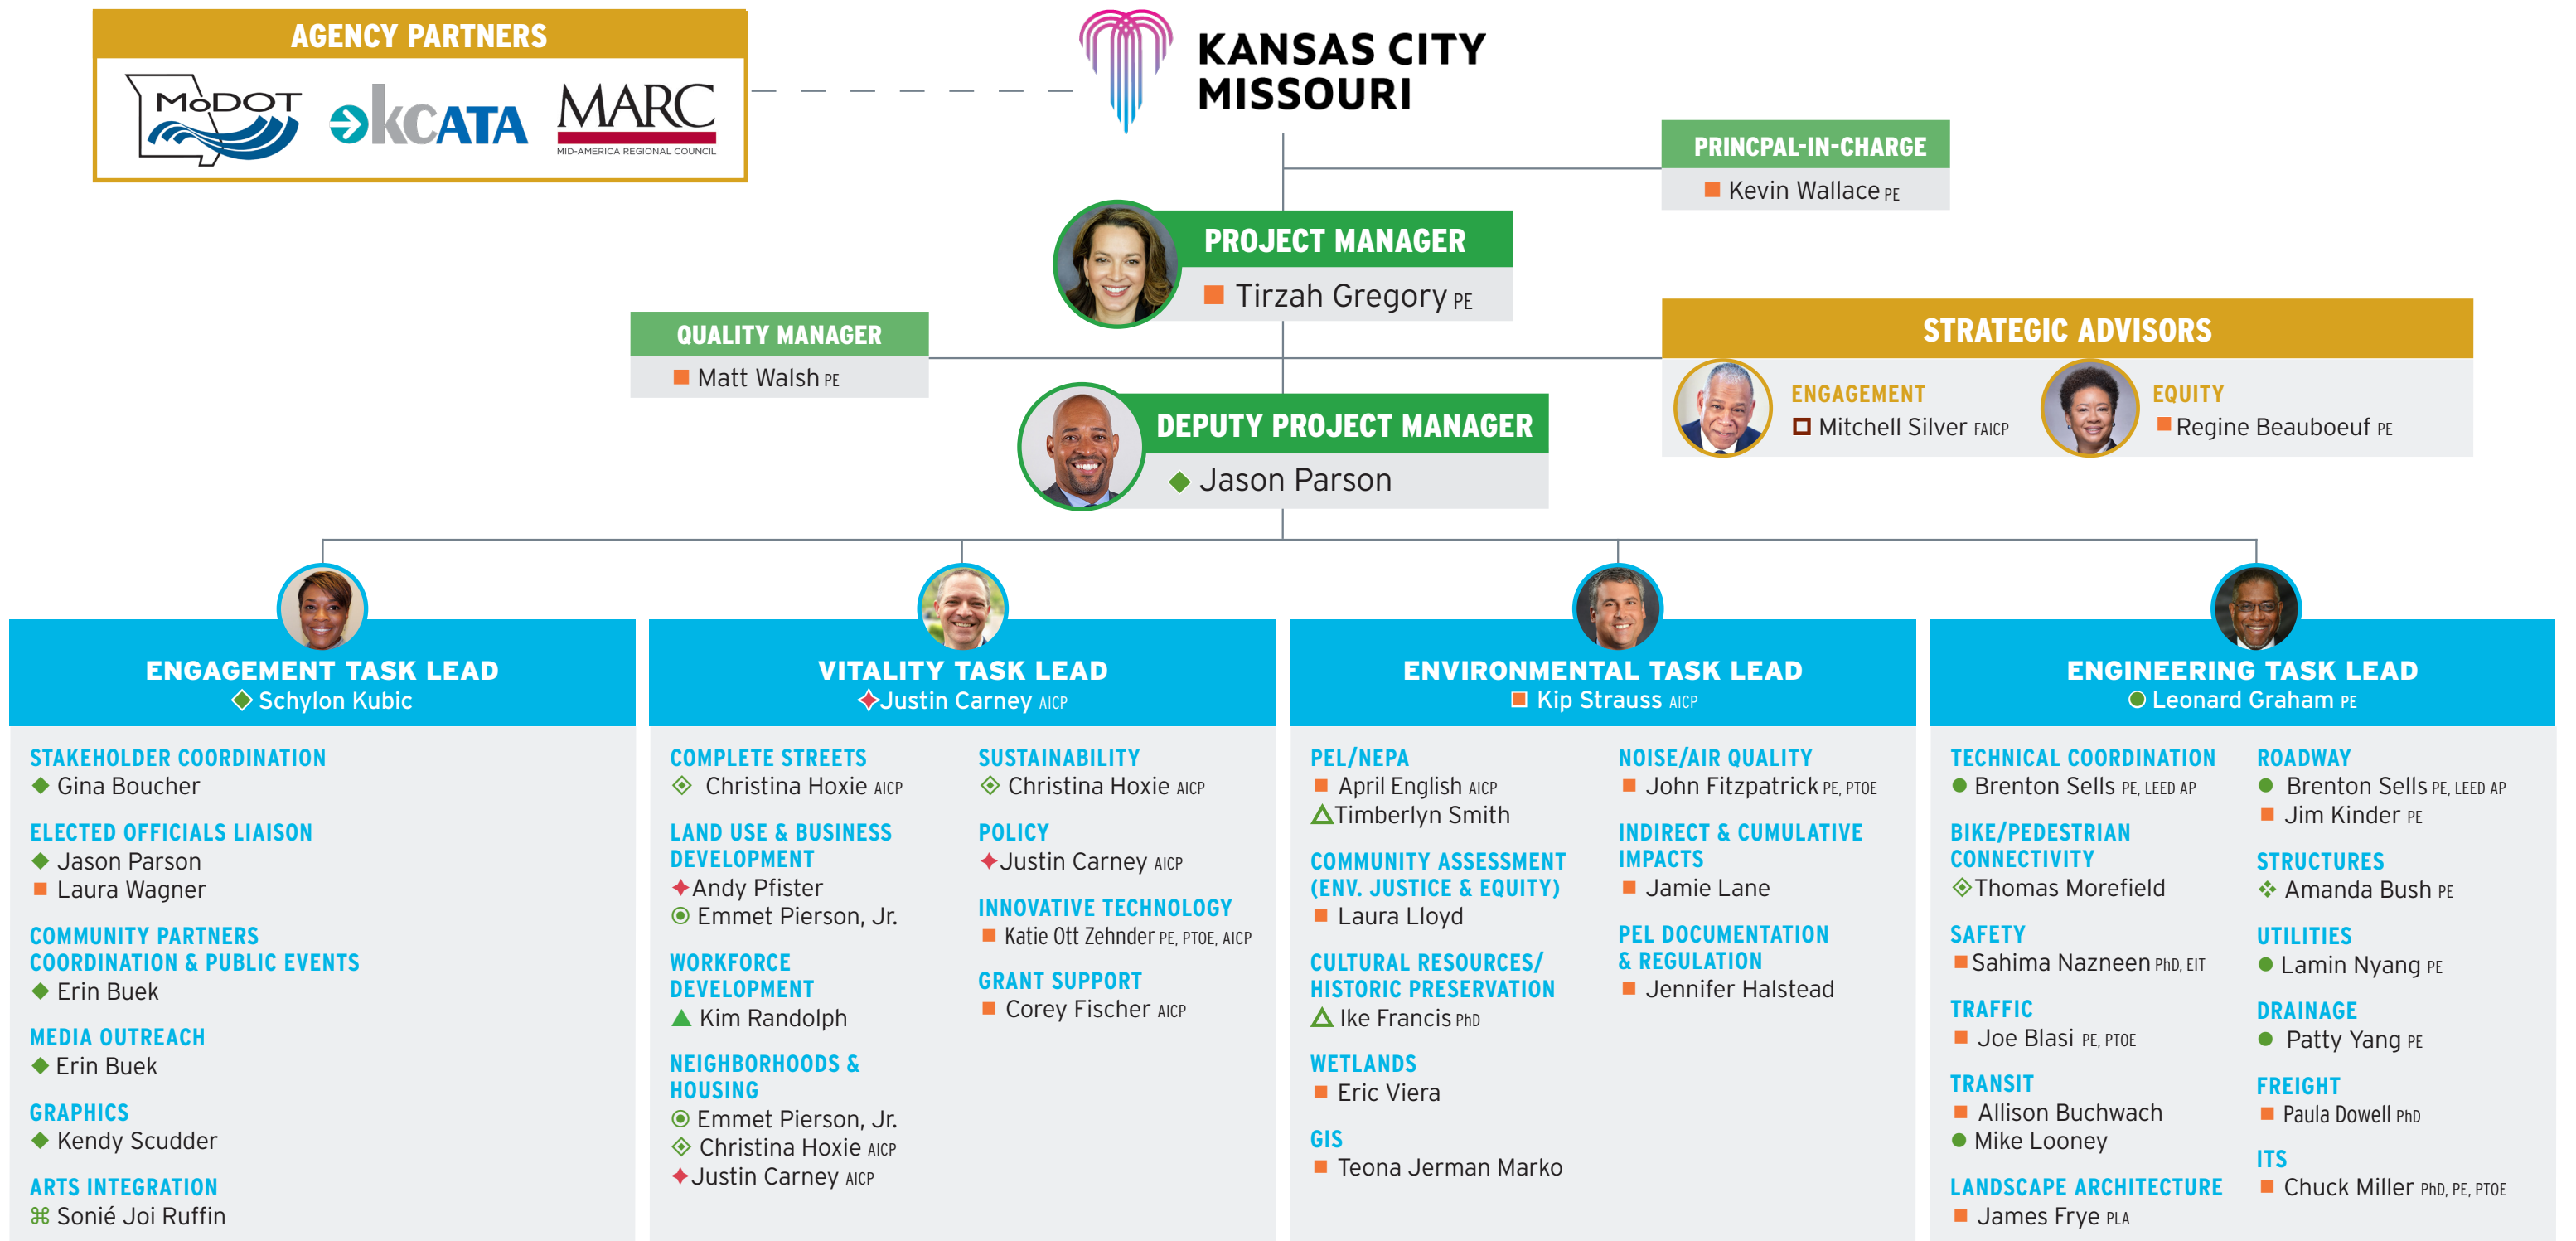 AGENCY PARTNERS
MoDOT
kcATA
MARC
MID-AMERICA REGIONAL COUNCIL
KANSAS CITY
MISSOURI
PRINCPAL-IN-CHARGE
Kevin Wallace PE
PROJECT MANAGER
Tirzah Gregory PE
QUALITY MANAGER
Matt Walsh PE
STRATEGIC ADVISORS
ENGAGEMENT
Mitchell Silver FAICP
EQUITY
Regine Beauboeuf PE
DEPUTY PROJECT MANAGER
Jason Parson
ENGAGEMENT TASK LEAD
Schylon Kubic
STAKEHOLDER COORDINATION
Gina Boucher
ELECTED OFFICIALS LIAISON
Jason Parson
Laura Wagner
COMMUNITY PARTNERS
COORDINATION & PUBLIC EVENTS
Erin Buek
MEDIA OUTREACH
Erin Buek
GRAPHICS
Kendy Scudder
ARTS INTEGRATION
Sonié Joi Ruffin
VITALITY TASK LEAD
Justin Carney AICP
COMPLETE STREETS
Christina Hoxie AICP
LAND USE & BUSINESS
DEVELOPMENT
Andy Pfister
Emmet Pierson, Jr.
WORKFORCE
DEVELOPMENT
Kim Randolph
NEIGHBORHOODS &
HOUSING
Emmet Pierson, Jr.
Christina Hoxie AICP
Justin Carney AICP
SUSTAINABILITY
Christina Hoxie AICP
POLICY
Justin Carney AICP
INNOVATIVE TECHNOLOGY
Katie Ott Zehnder PE, PTOE, AICP
GRANT SUPPORT
Corey Fischer AICP
ENVIRONMENTAL TASK LEAD
Kip Strauss AICP
PEL/NEPA
April English AICP
Timberlyn Smith
COMMUNITY ASSESSMENT
(ENV. JUSTICE & EQUITY)
Laura Lloyd
CULTURAL RESOURCES/
HISTORIC PRESERVATION
Ike Francis PhD
WETLANDS
Eric Viera
GIS
Teona Jerman Marko
NOISE/AIR QUALITY
John Fitzpatrick PE, PTOE
INDIRECT & CUMULATIVE
IMPACTS
Jamie Lane
PEL DOCUMENTATION
& REGULATION
Jennifer Halstead
ENGINEERING TASK LEAD
Leonard Graham PE
TECHNICAL COORDINATION
Brenton Sells PE, LEED AP
BIKE/PEDESTRIAN
CONNECTIVITY
Thomas Morefield
SAFETY
Sahima Nazneen PhD, EIT
TRAFFIC
Joe Blasi PE, PTOE
TRANSIT
Allison Buchwach
Mike Looney
LANDSCAPE ARCHITECTURE
James Frye PLA
ROADWAY
Brenton Sells PE, LEED AP
Jim Kinder PE
STRUCTURES
Amanda Bush PE
UTILITIES
Lamin Nyang PE
DRAINAGE
Patty Yang PE
FREIGHT
Paula Dowell PhD
ITS
Chuck Miller PhD, PE, PTOE